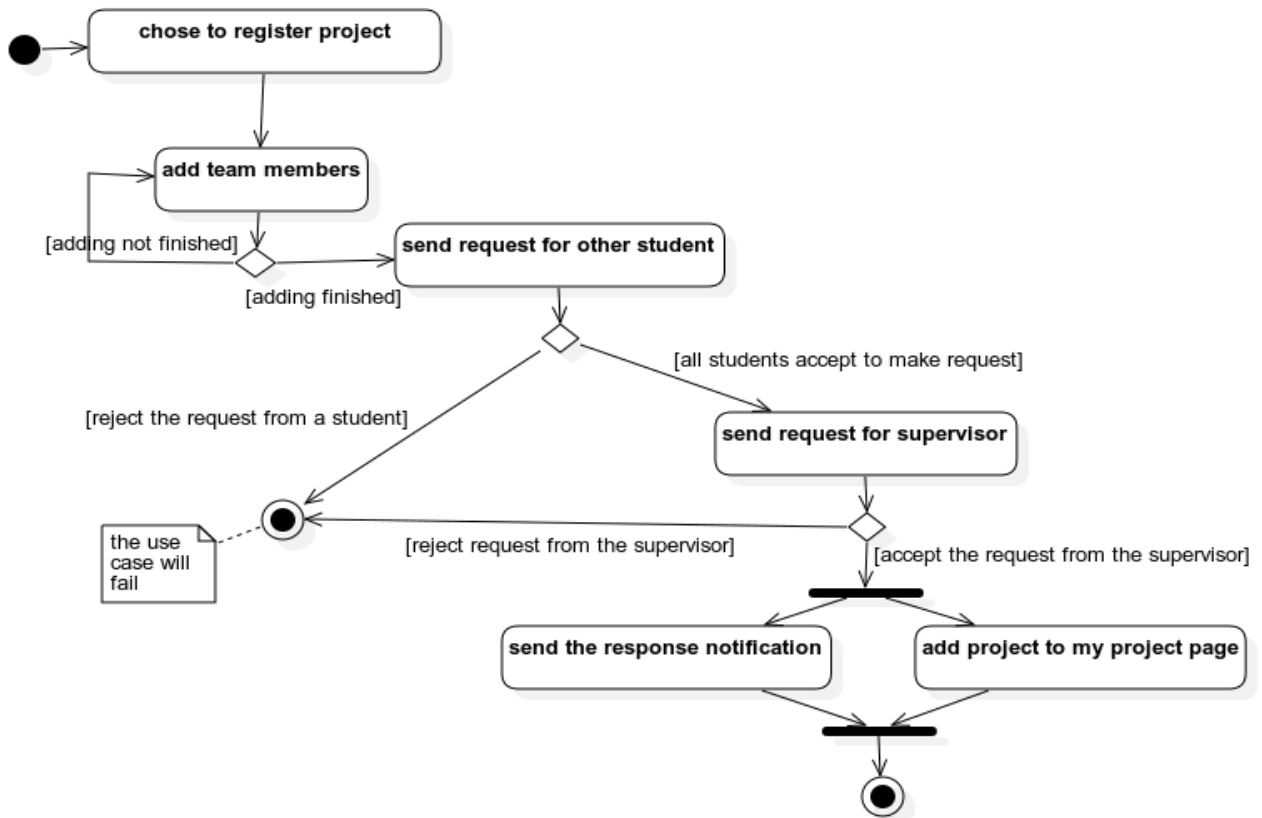 chose to register project
add team members
[adding not finished]
send request for other student
[adding finished]
[all students accept to make request]
[reject the request from a student]
send request for supervisor
the use
case will
fail
[reject request from the supervisor]
[accept the request from the supervisor]
send the response notification
add project to my project page